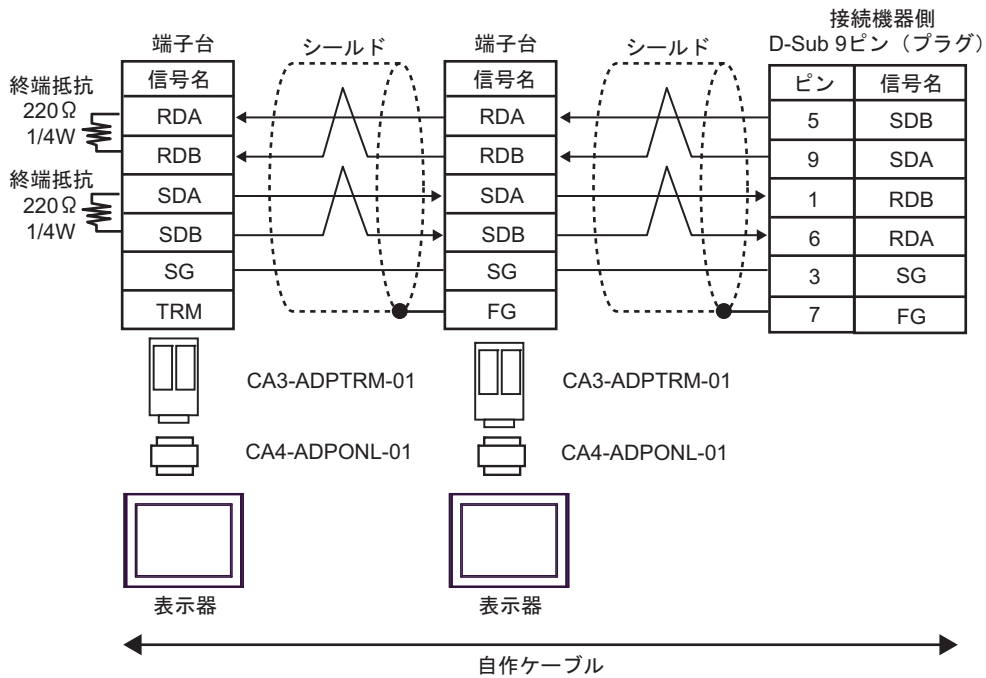 接続機器側
端子台 シールド 端子台 シールド D-Sub 9ピン（プラグ）
終端抵抗
220Ω
1/4W
終端抵抗
220Ω
1/4W
信号名 信号名 ピン 信号名
RDA RDA 5 SDB
RDB RDB 9 SDA
SDA SDA 1 RDB
SDB SDB 6 RDA
SG SG 3 SG
TRM FG 7 FG
CA3-ADPTRM-01 CA3-ADPTRM-01
CA4-ADPONL-01 CA4-ADPONL-01
表示器 表示器
自作ケーブル